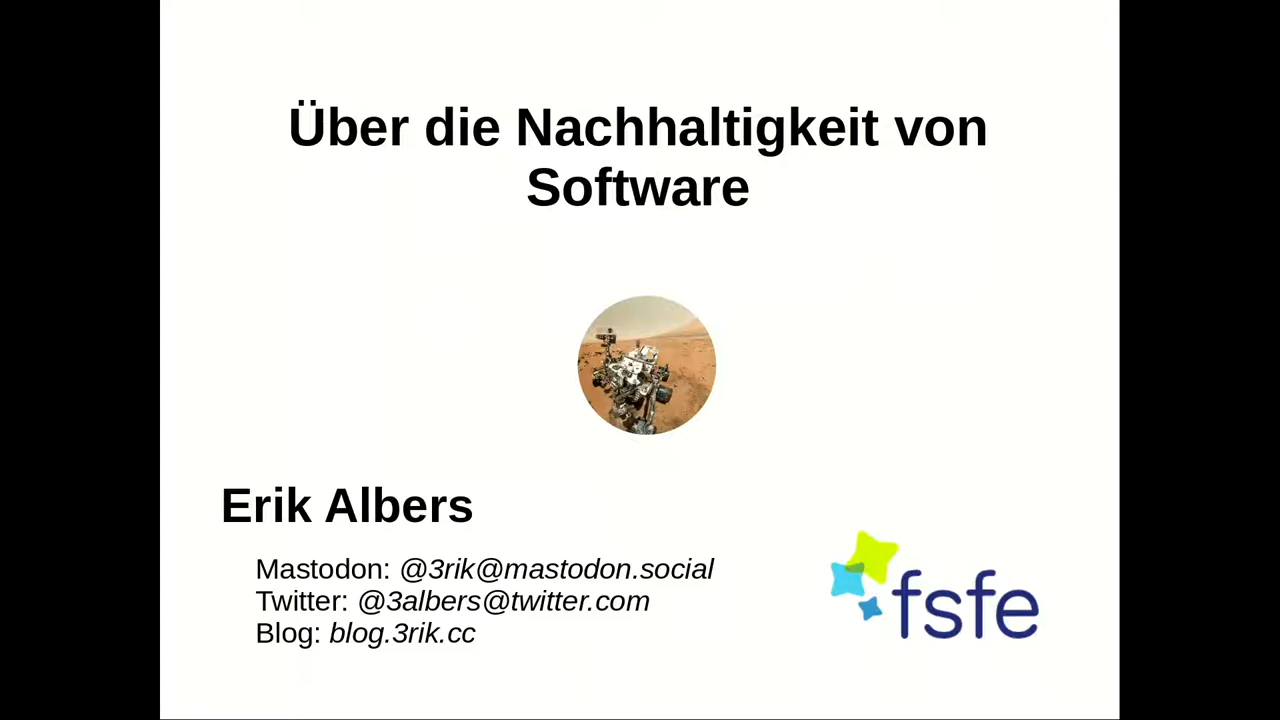 Über die Nachhaltigkeit von
Software
Erik Albers
Mastodon: @3rik@mastodon.social
Twitter: @3albers@twitter.com
Blog: blog.3rik.cc
fsfe